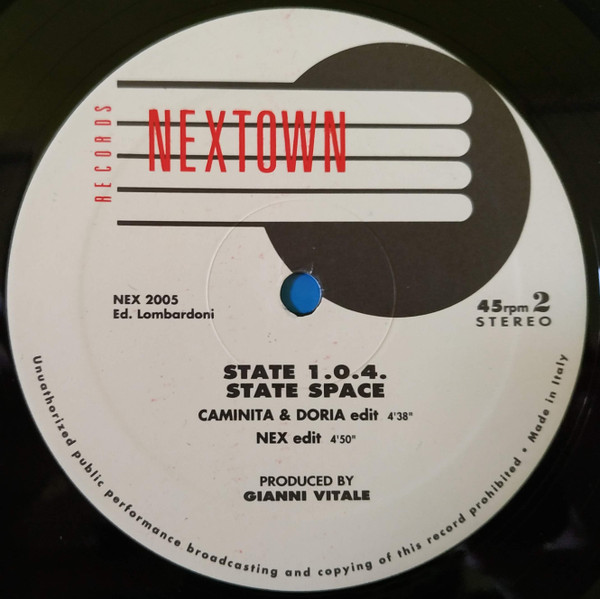 RECORDS
NEXTOWN
NEX 2005
Ed. Lombardoni
45rpm 2
STEREO
STATE 1.0.4.
STATE SPACE
CAMINITA & DORIA edit 4'38"
NEX edit 4'50"
PRODUCED BY
GIANNI VITALE
Unuathorized public performance broadcasting and copying of this record prohibited • Made in Italy